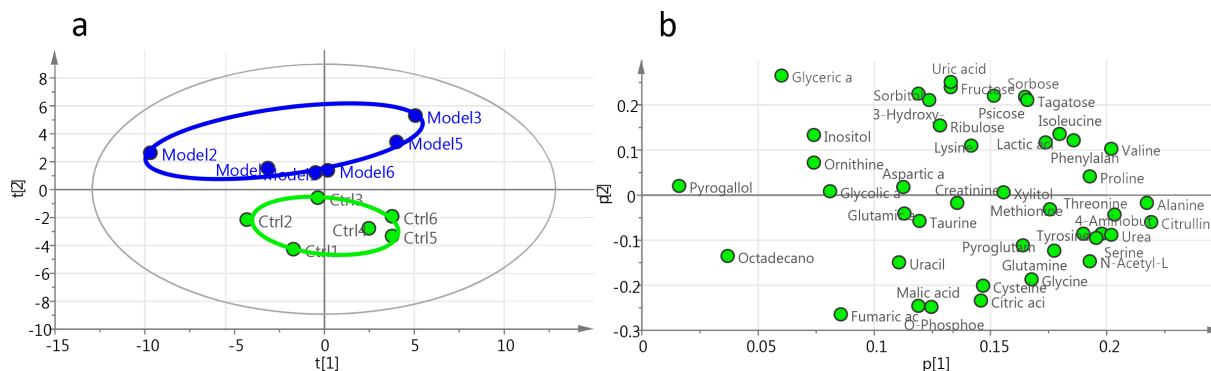 a
b
t[2]
8
6
4
2
0
-2
-4
-6
-8
-10
-15
-10
-5
0
5
10
t[1]
Model3
Model5
Model2
Model6
Ctrl3
Ctrl2
Ctrl6
Ctrl4
Ctrl5
Ctrl1
p[2]
0.2
0.1
0
-0.1
-0.2
-0.3
0
0.05
0.1
0.15
0.2
p[1]
Glyceric a
Uric acid
Sorbitol
Fructose
Sorbose
3-Hydroxy-
Psicose
Tagatose
Inositol
Ribulose
Isoleucine
Lysine
Lactic aci
Valine
Phenylalan
Ornithine
Aspartic a
Proline
Pyrogallol
Glycolic a
Creatinine
Xylitol
Methionine
Threonine
Alanine
Glutamic a
Taurine
4-Aminobut
Citrullin
Tyrosine
Urea
Pyroglutam
Serine
Octadecano
Uracil
Glutamine
N-Acetyl-L
Glycine
Cysteine
Malic acid
Citric aci
Fumaric ac
O-Phosphoe